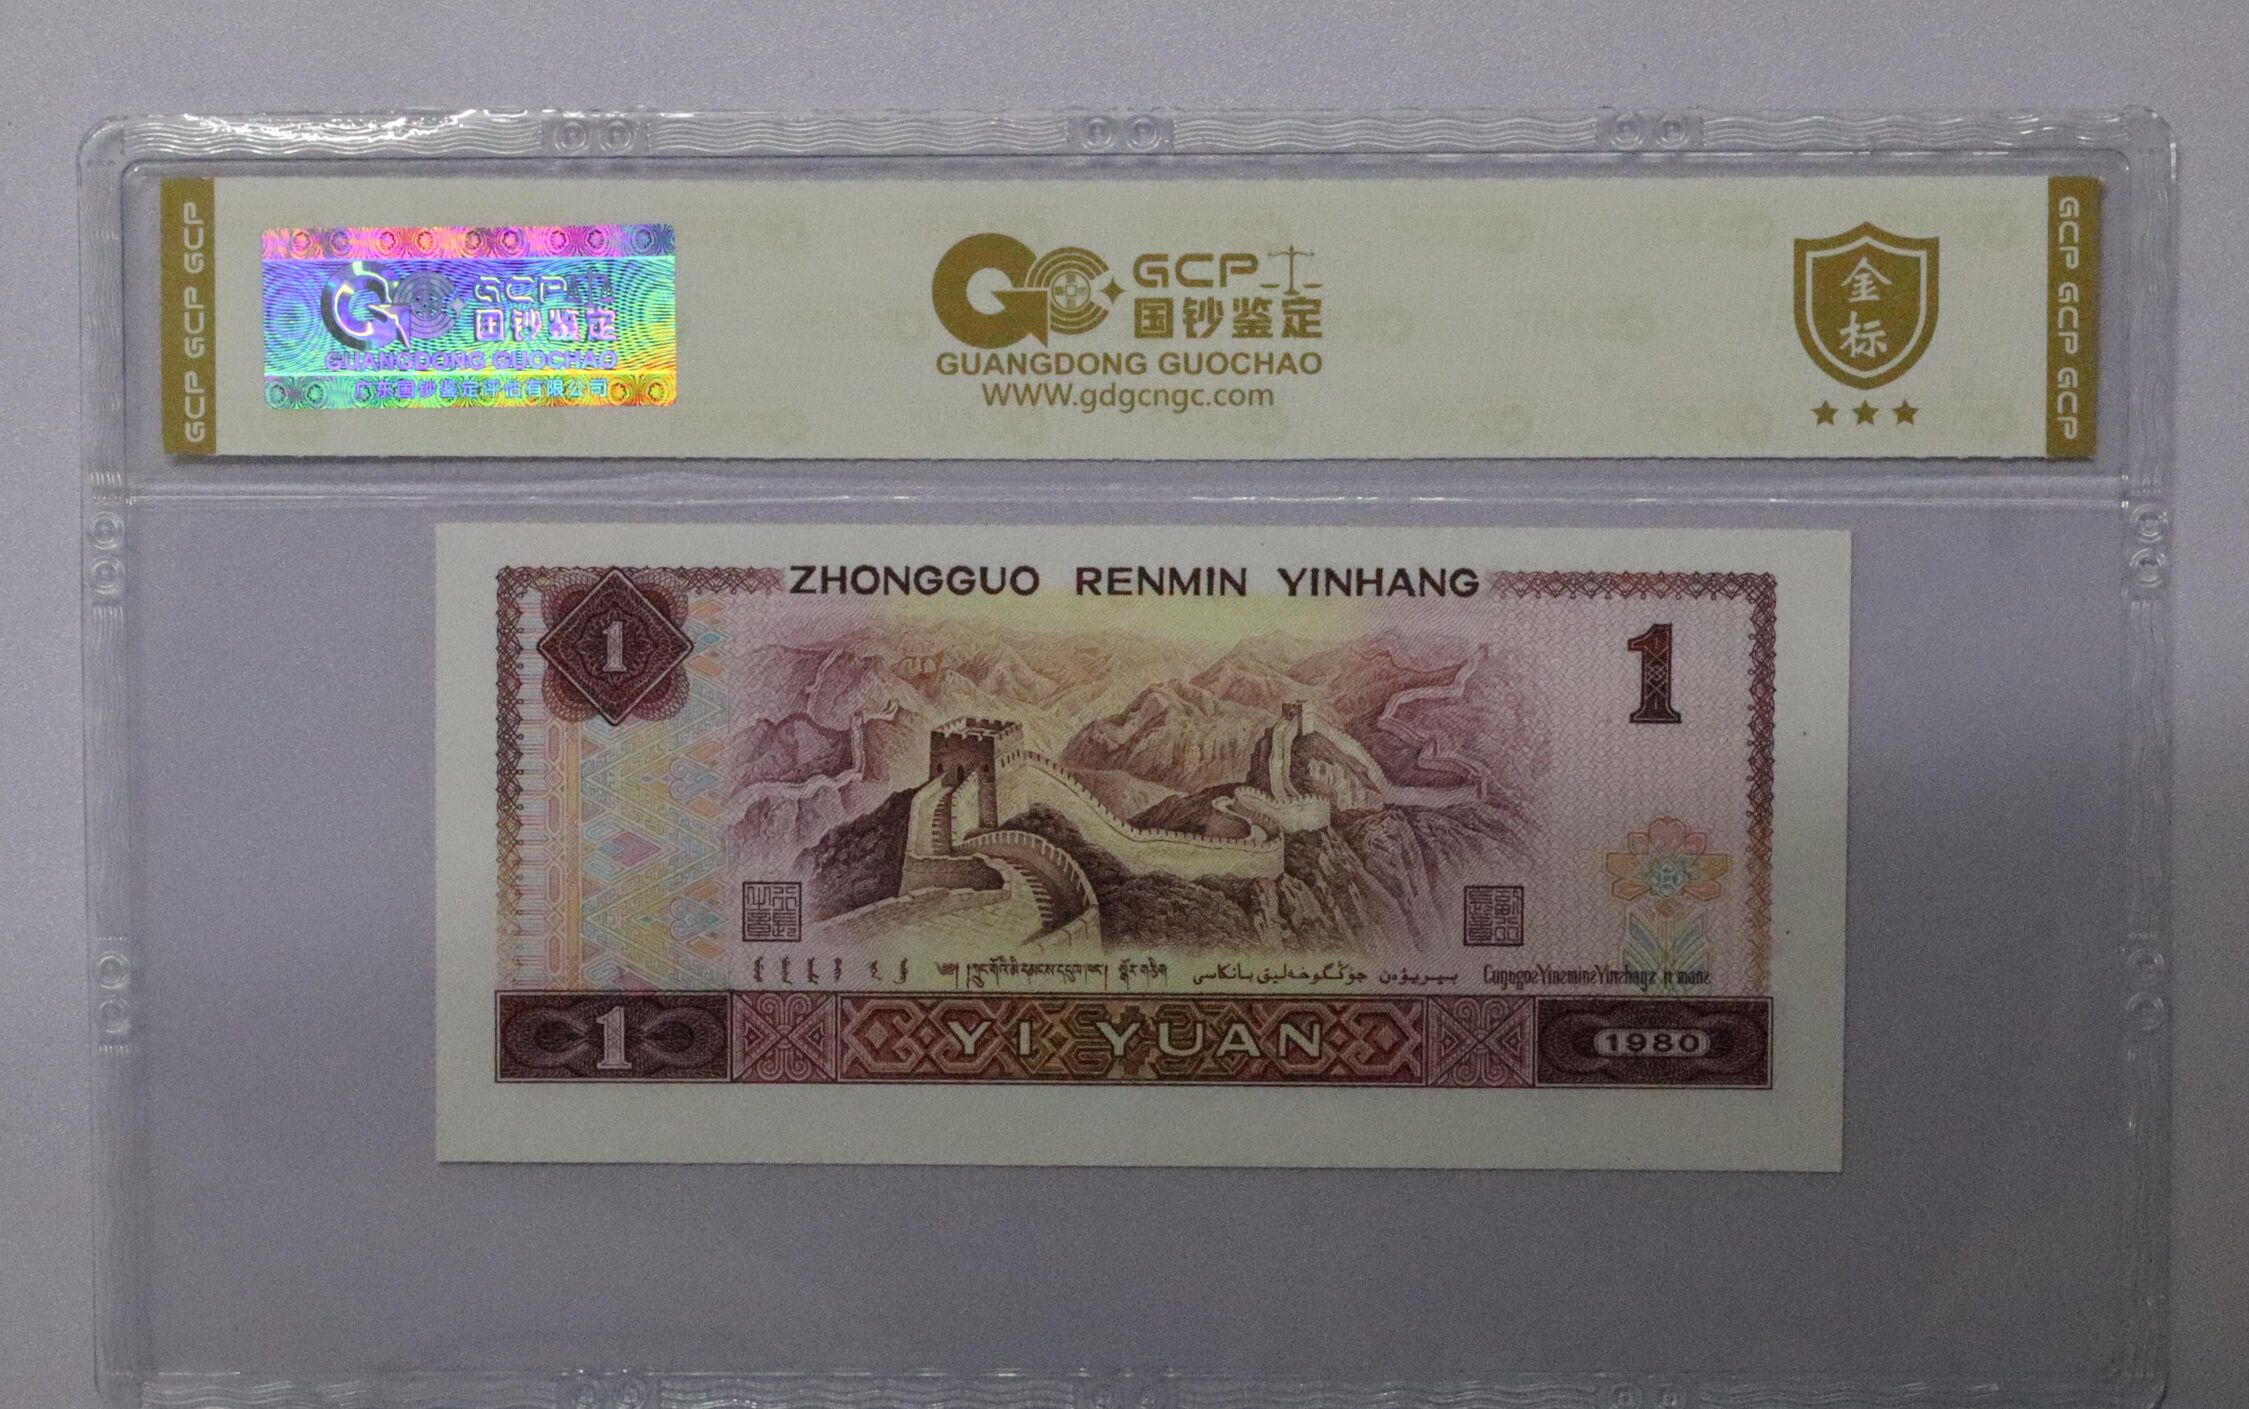 GCP GCP GCP
GCP
国钞鉴定
GUANGDONG GUOCHAO
广东国钞鉴定评估有限公司
GCP
国钞鉴定
GUANGDONG GUOCHAO
WWW.gdgcngc.com
金
标
GCP GCP GCP
ZHONGGUO RENMIN YINHANG
1
1
1
YI YUAN
1980